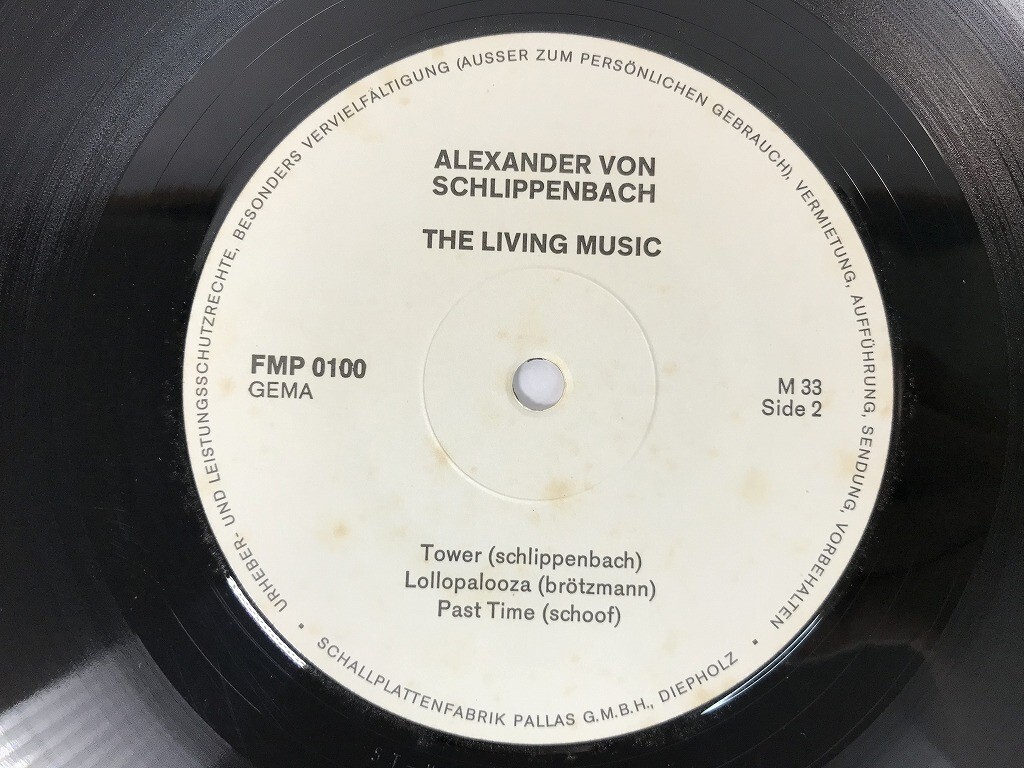 URHEBER- UND LEISTUNGSSCHUTZRECHTE, BESONDERS VERVIELFÄLTIGUNG (AUSSER ZUM PERSÖNLICHEN GEBRAUCH), VERMIETUNG, AUFFÜHRUNG, SENDUNG, VORBEHALTEN
ALEXANDER VON
SCHLIPPENBACH
THE LIVING MUSIC
FMP 0100
GEMA
M 33
Side 2
Tower (schlippenbach)
Lollopalooza (brötzmann)
Past Time (schoof)
• SCHALLPLATTENFABRIK PALLAS G.M.B.H., DIEPHOLZ •